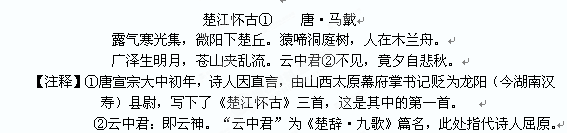 楚江怀古① 唐·马戴
露气寒光集，微阳下楚丘。猿啼洞庭树，人在木兰舟。
广泽生明月，苍山夹乱流。云中君②不见，竟夕自悲秋。
【注释】①唐宣宗大中初年，诗人因直言，由山西太原幕府掌书记贬为龙阳（今湖南汉
寿）县尉，写下了《楚江怀古》三首，这是其中的第一首。
②云中君：即云神。“云中君”为《楚辞·九歌》篇名，此处指代诗人屈原。